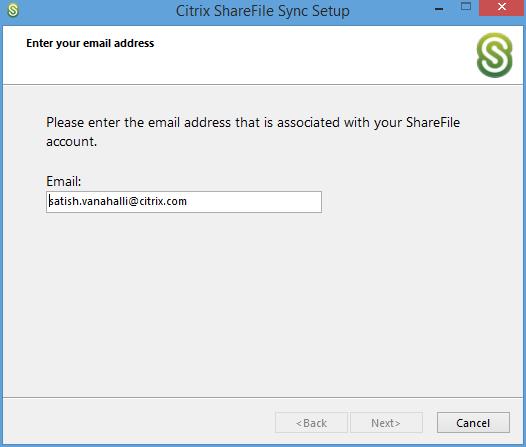 Citrix ShareFile Sync Setup
Enter your email address
Please enter the email address that is associated with your ShareFile
account.
Email:
satish.vanahalli@citrix.com
<Back Next> Cancel